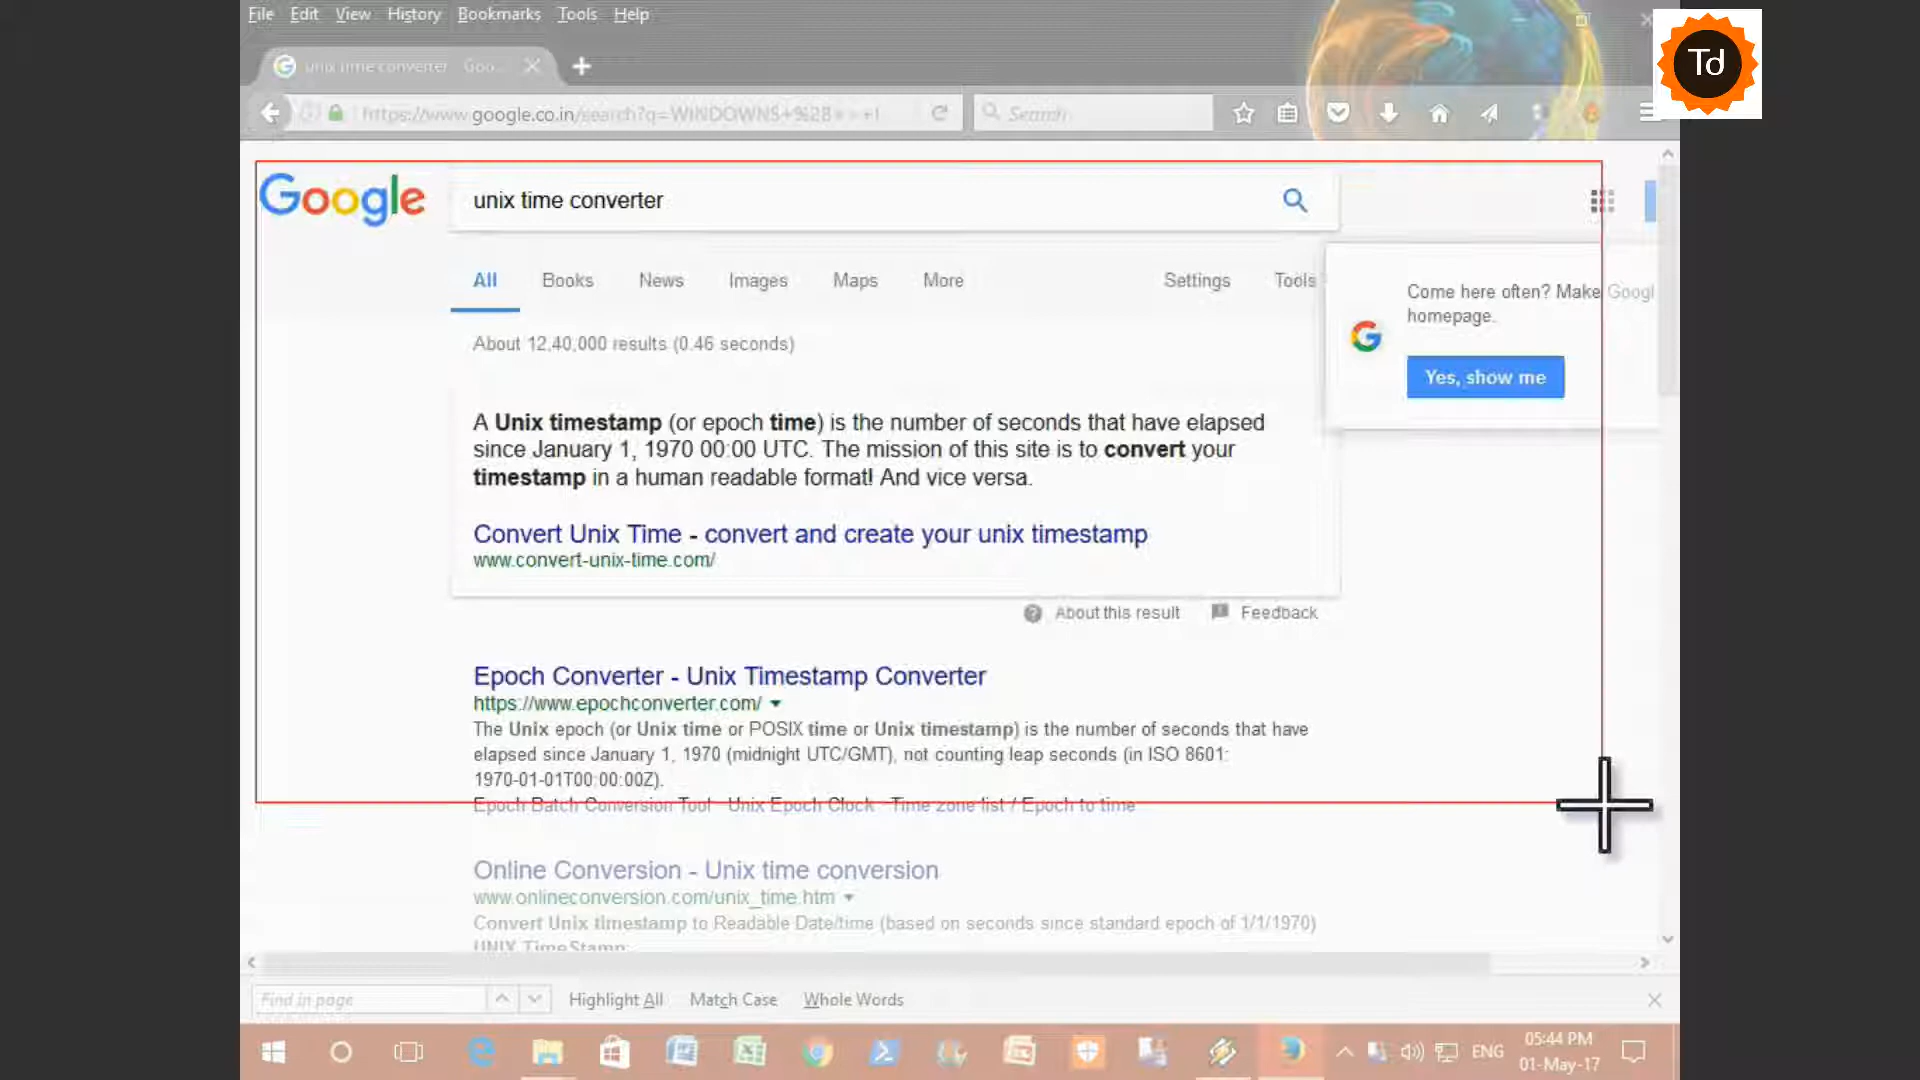 File Edit View History Bookmarks Tools Help
Td
unix time converter - Goo...
https://www.google.co.in/search?q=WINDOWNS+%28
Search
Google
unix time converter
All Books News Images Maps More Settings Tools
Come here often? Make Googl
homepage.
Yes, show me
About 12,40,000 results (0.46 seconds)
A Unix timestamp (or epoch time) is the number of seconds that have elapsed
since January 1, 1970 00:00 UTC. The mission of this site is to convert your
timestamp in a human readable format! And vice versa.
Convert Unix Time - convert and create your unix timestamp
www.convert-unix-time.com/
About this result Feedback
Epoch Converter - Unix Timestamp Converter
https://www.epochconverter.com/
The Unix epoch (or Unix time or POSIX time or Unix timestamp) is the number of seconds that have
elapsed since January 1, 1970 (midnight UTC/GMT), not counting leap seconds (in ISO 8601:
1970-01-01T00:00:00Z).
Epoch Batch Conversion Tool - Unix Epoch Clock - Time zone list / Epoch to time
Online Conversion - Unix time conversion
www.onlineconversion.com/unix_time.htm
Convert Unix timestamp to Readable Date/time (based on seconds since standard epoch of 1/1/1970)
UNIX TimeStamp:
Find in page Highlight All Match Case Whole Words
ENG
05:44 PM
01-May-17